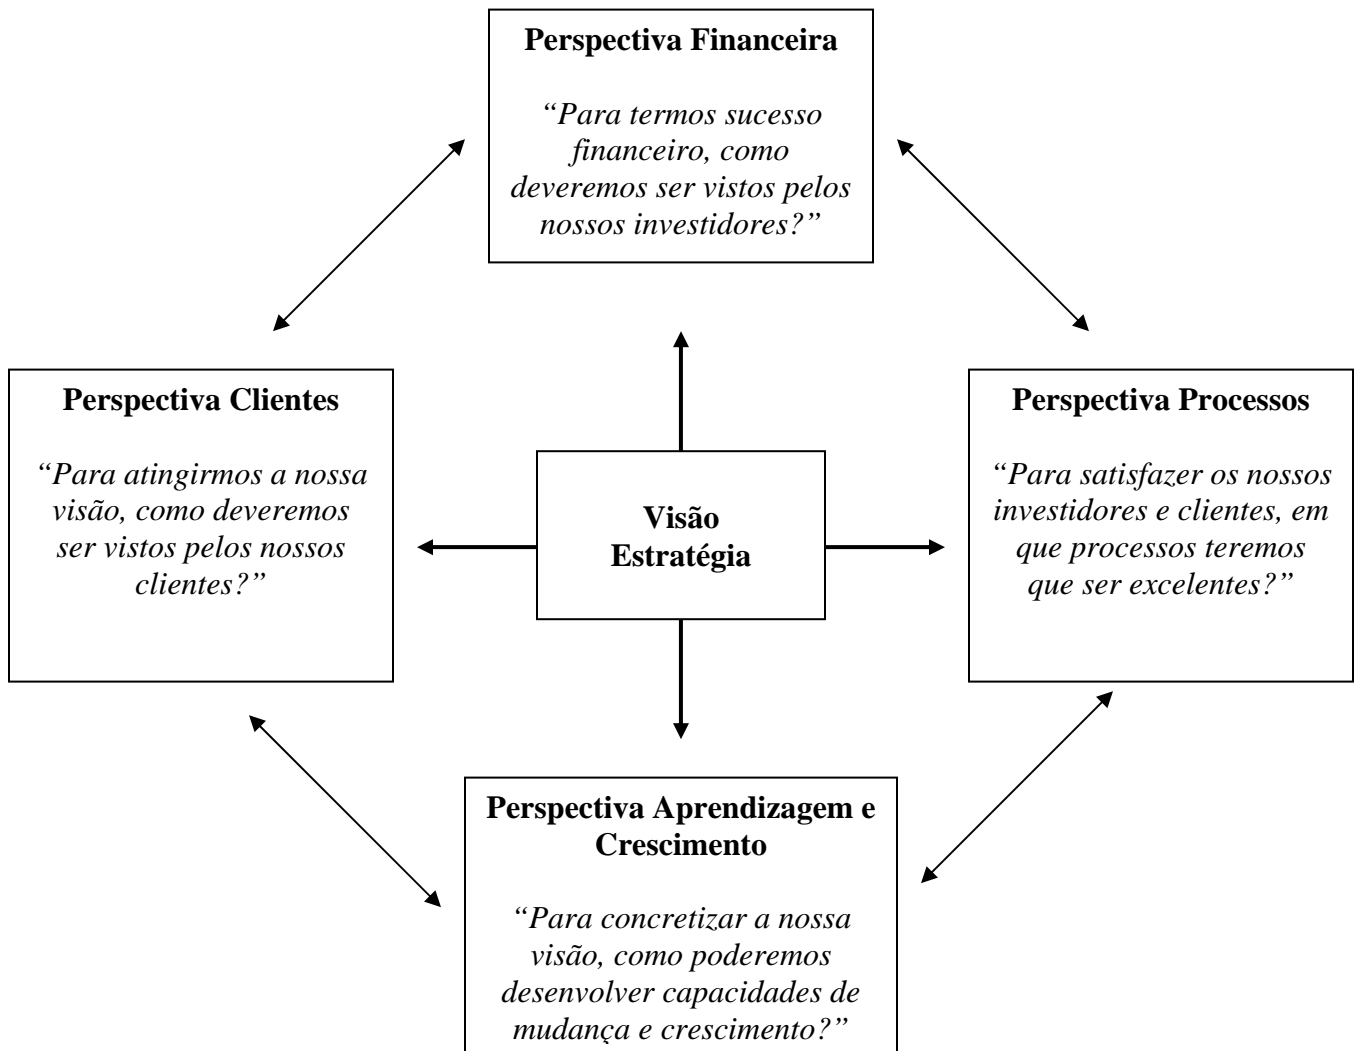 Perspectiva Financeira
“Para termos sucesso
financeiro, como
deveremos ser vistos pelos
nossos investidores?”
Perspectiva Clientes
“Para atingirmos a nossa
visão, como deveremos
ser vistos pelos nossos
clientes?”
Visão
Estratégia
Perspectiva Processos
“Para satisfazer os nossos
investidores e clientes, em
que processos teremos
que ser excelentes?”
Perspectiva Aprendizagem e
Crescimento
“Para concretizar a nossa
visão, como poderemos
desenvolver capacidades de
mudança e crescimento?”